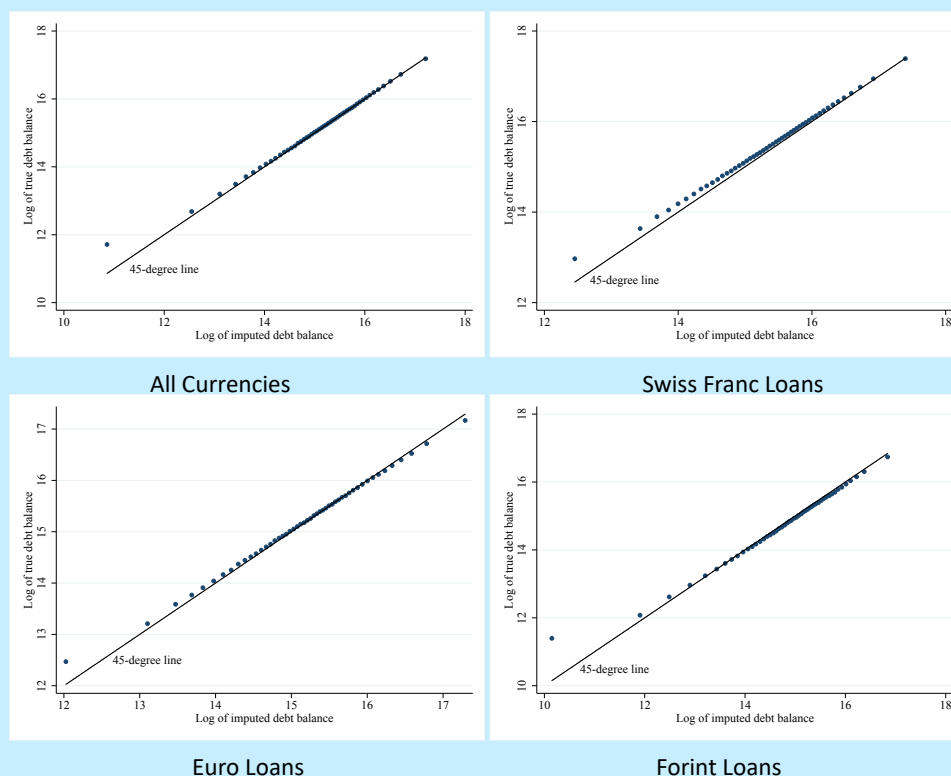 18
16
14
12
10
Log of true debt balance
45-degree line
10 12 14 16 18
Log of imputed debt balance
All Currencies
18
16
14
12
Log of true debt balance
45-degree line
12 14 16 18
Log of imputed debt balance
Swiss Franc Loans
17
16
15
14
13
12
Log of true debt balance
45-degree line
12 13 14 15 16 17
Log of imputed debt balance
Euro Loans
18
16
14
12
10
Log of true debt balance
45-degree line
10 12 14 16 18
Log of imputed debt balance
Forint Loans